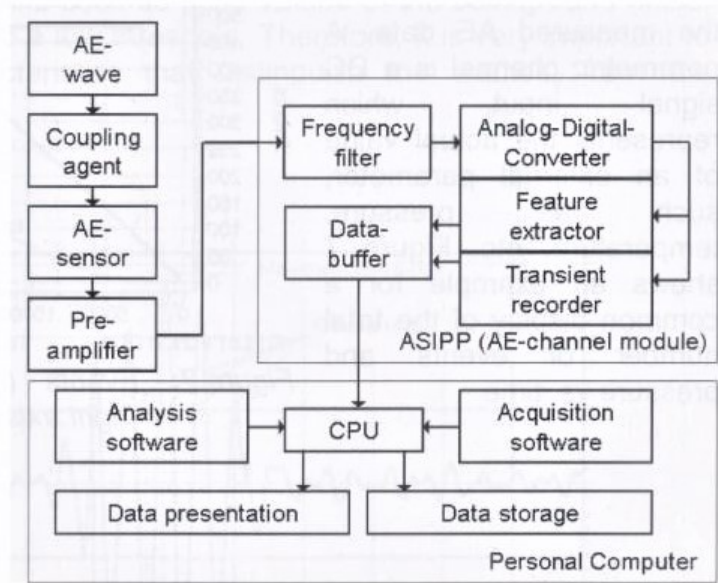 AE-
wave
Coupling
agent
AE-
sensor
Pre-
amplifier
Frequency
filter
Analog-Digital-
Converter
Data-
buffer
Feature
extractor
Transient
recorder
ASIPP (AE-channel module)
Analysis
software
CPU
Acquisition
software
Data presentation
Data storage
Personal Computer